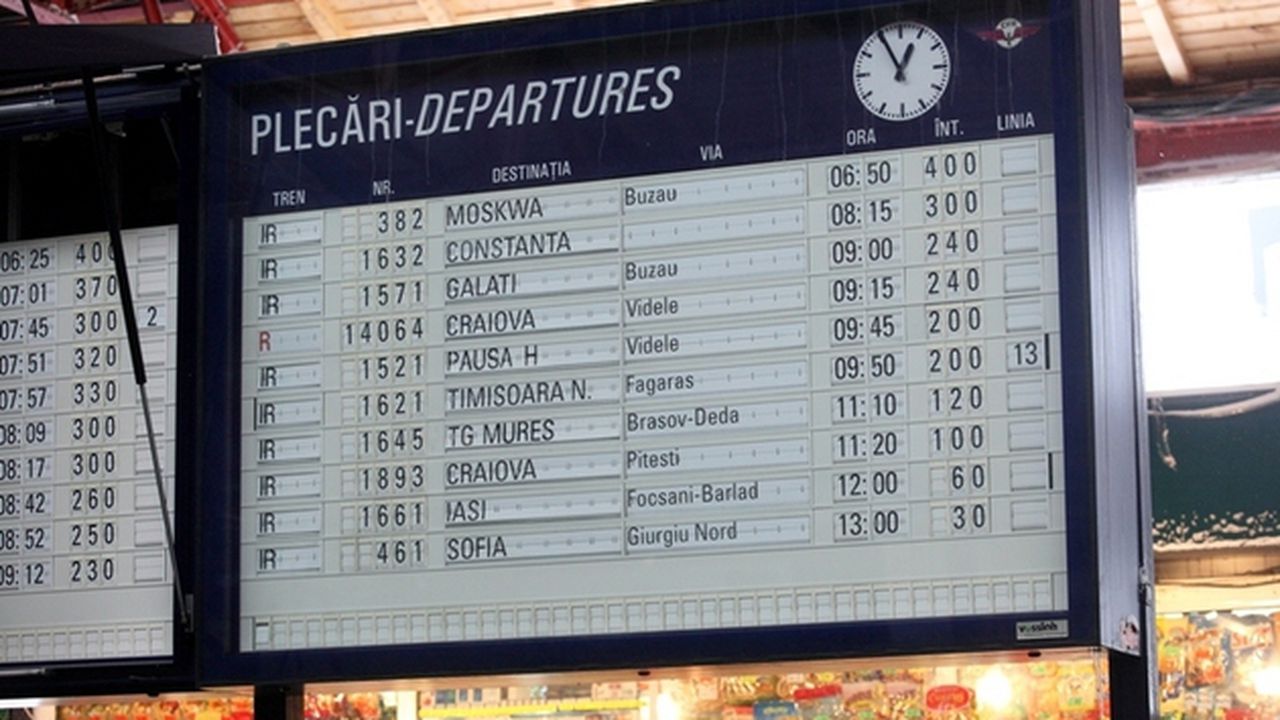 PLECĂRI-DEPARTURES
TREN NR. DESTINAȚIA VIA ORA ÎNT. LINIA
IR 382 MOSKWA Buzau 06:50 400
IR 1632 CONSTANTA 08:15 300
IR 1571 GALATI Buzau 09:00 240
R 14064 CRAIOVA Videle 09:15 240
IR 1521 PAUSA H Videle 09:45 200
IR 1621 TIMISOARA N. Fagaras 09:50 200 13
IR 1645 TG MURES Brasov-Deda 11:10 120
IR 1893 CRAIOVA Pitesti 11:20 100
IR 1661 IASI Focsani-Barlad 12:00 60
IR 461 SOFIA Giurgiu Nord 13:00 30
06:25 400
07:01 370
07:45 300 2
07:51 320
07:57 330
08:09 300
08:17 300
08:42 260
08:52 250
09:12 230